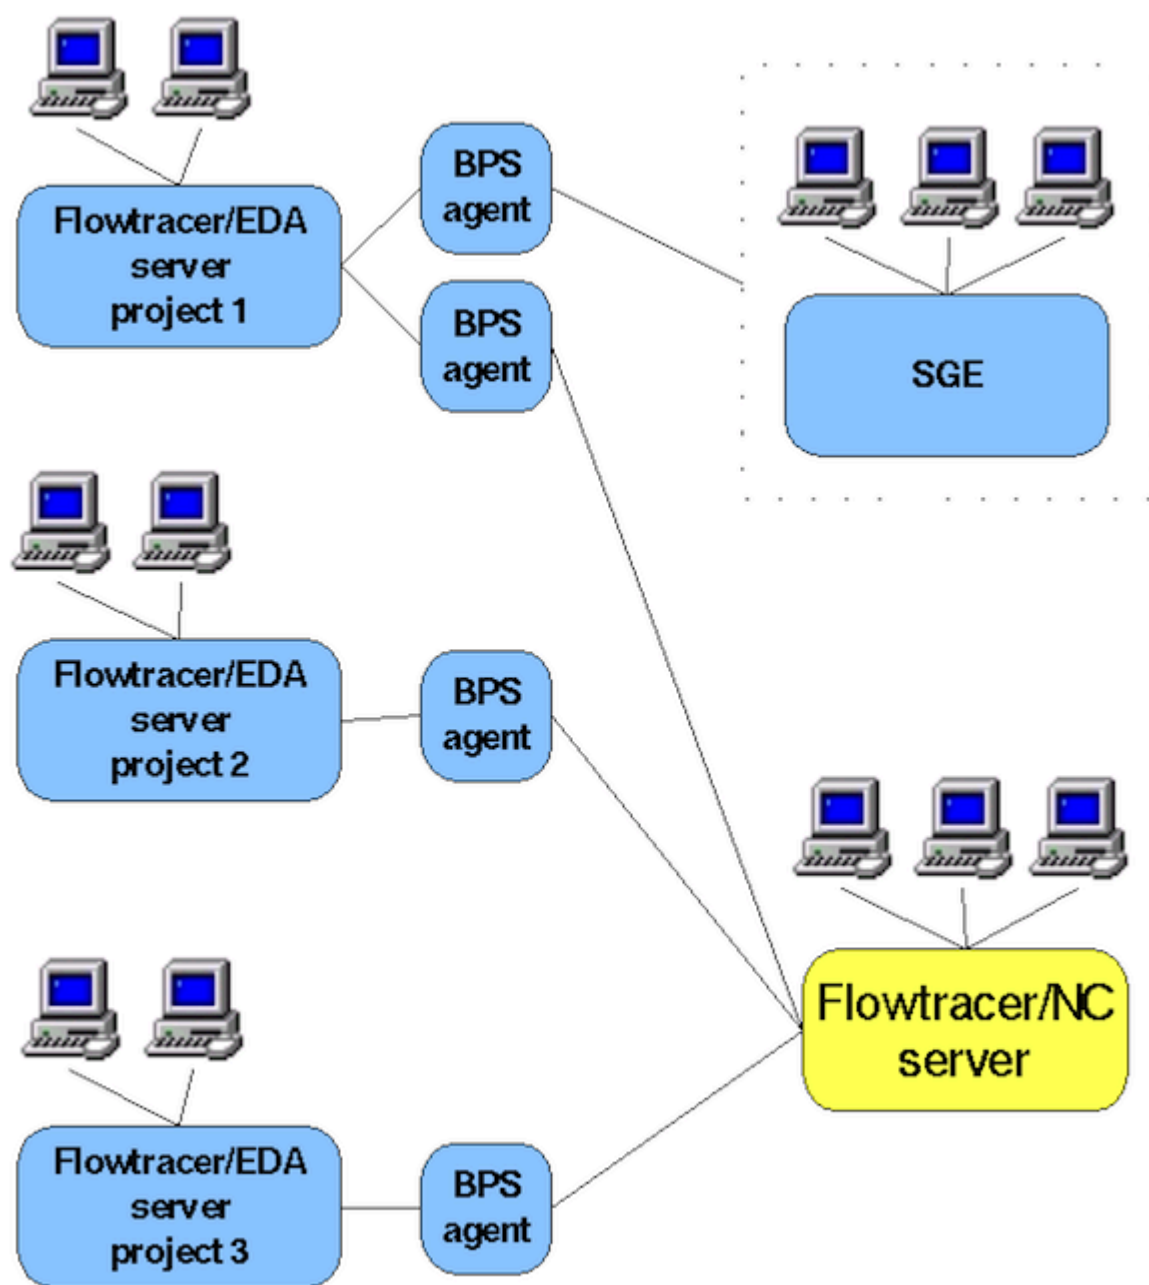 Flowtracer/EDA
server
project 1
BPS
agent
BPS
agent
SGE
Flowtracer/EDA
server
project 2
BPS
agent
Flowtracer/NC
server
Flowtracer/EDA
server
project 3
BPS
agent